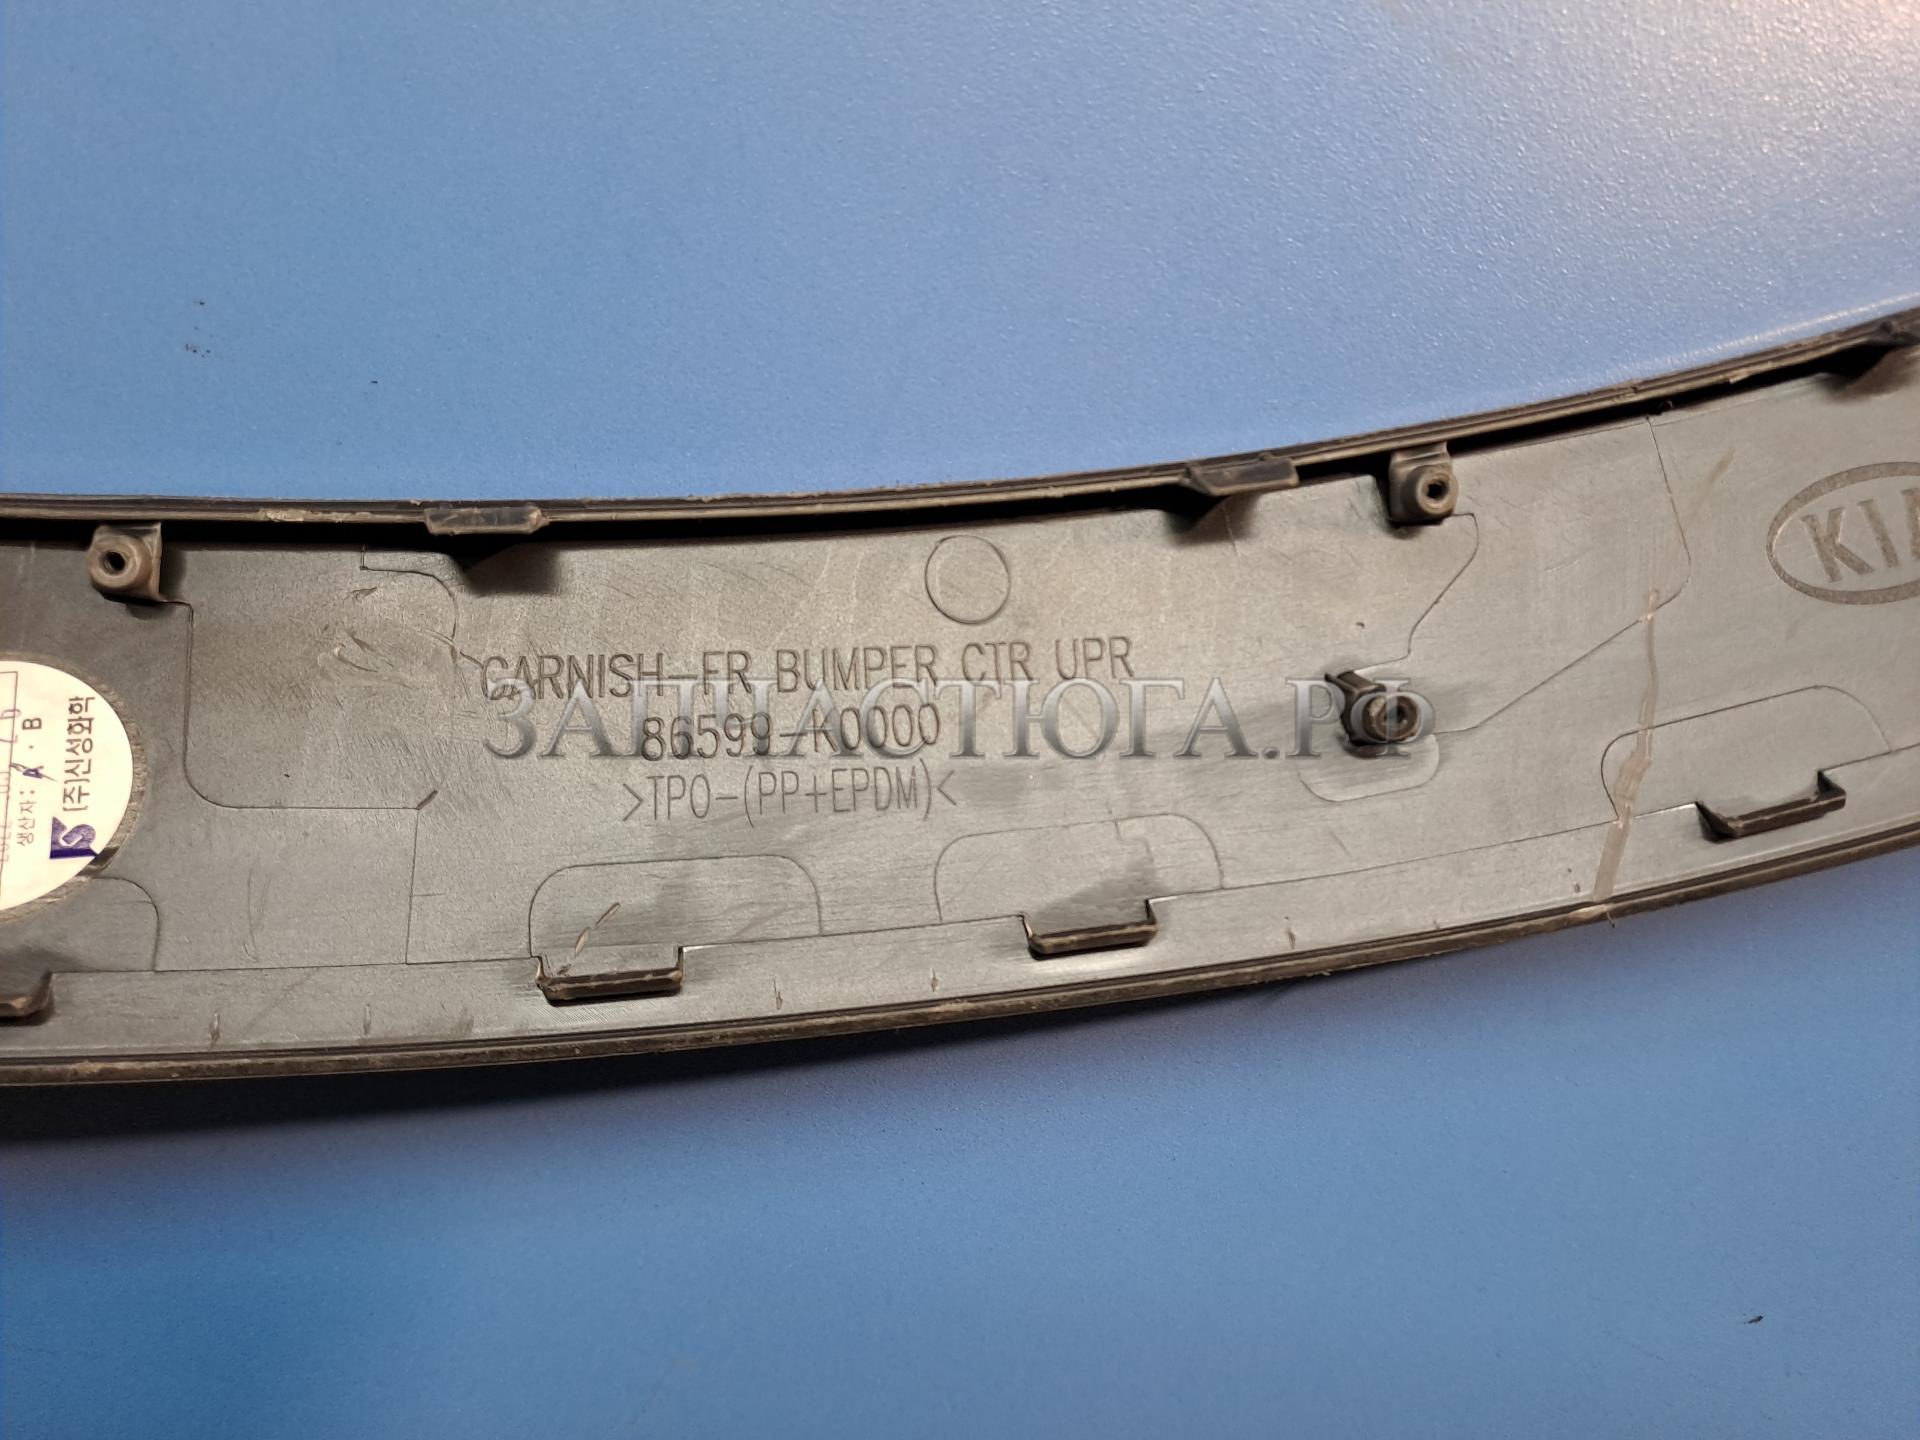 GARNISH-FR BUMPER CTR UPR
86599-K0000
>TPO-(PP+EPDM)<
ЗАПЧАСТЮГА.РФ
KIA
(주)신성화학
생산자: A · B